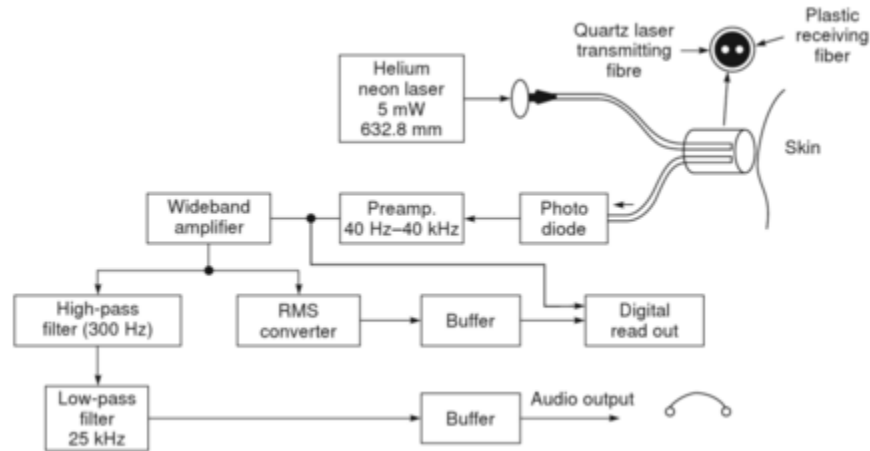 Quartz laser
transmitting
fibre
Plastic
receiving
fiber
Helium
neon laser
5 mW
632.8 mm
Skin
Wideband
amplifier
Preamp.
40 Hz–40 kHz
Photo
diode
High-pass
filter (300 Hz)
RMS
converter
Buffer
Digital
read out
Low-pass
filter
25 kHz
Buffer
Audio output